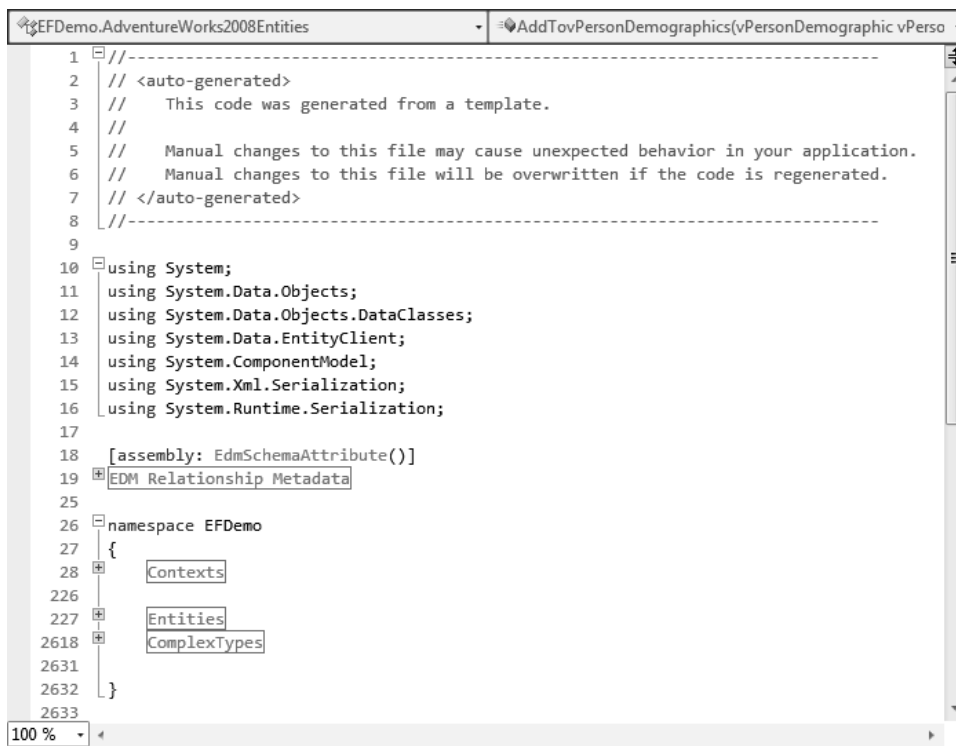 EFDemo.AdventureWorks2008Entities AddTovPersonDemographics(vPersonDemographic vPerso
1 //------------------------------------------------------------------------------
2 // <auto-generated>
3 //    This code was generated from a template.
4 //
5 //    Manual changes to this file may cause unexpected behavior in your application.
6 //    Manual changes to this file will be overwritten if the code is regenerated.
7 // </auto-generated>
8 //------------------------------------------------------------------------------
9
10 using System;
11 using System.Data.Objects;
12 using System.Data.Objects.DataClasses;
13 using System.Data.EntityClient;
14 using System.ComponentModel;
15 using System.Xml.Serialization;
16 using System.Runtime.Serialization;
17
18 [assembly: EdmSchemaAttribute()]
19 EDM Relationship Metadata
25
26 namespace EFDemo
27 {
28     Contexts
226
227     Entities
2618     ComplexTypes
2631
2632 }
2633
100 %